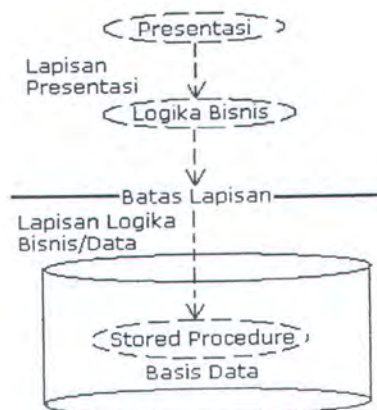 Presentasi
Lapisan
Presentasi
Logika Bisnis
Batas Lapisan
Lapisan Logika
Bisnis/Data
Stored Procedure
Basis Data